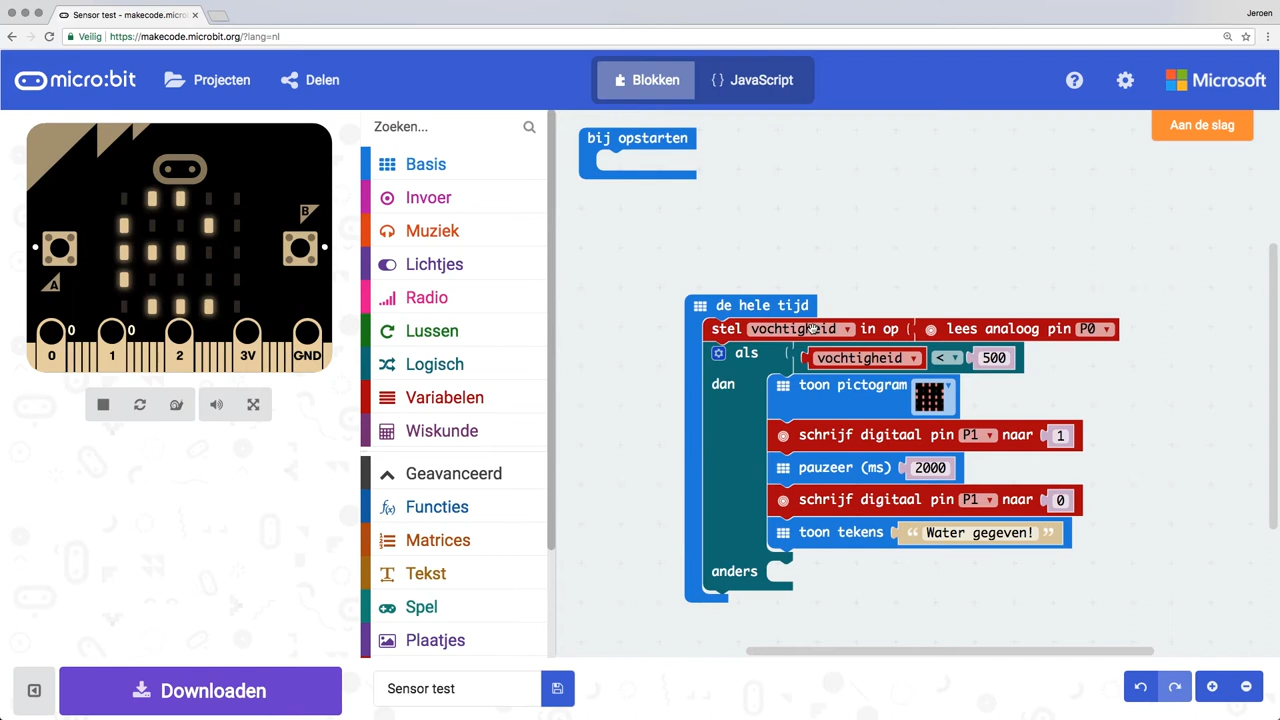 Sensor test - makecode.microbit
Jeroen
Veilig https://makecode.microbit.org/?lang=nl
micro:bit Projecten Delen Blokken {} JavaScript ? Microsoft
Aan de slag
B
A
0 0 0
0 1 2 3V GND
Zoeken...
Basis
Invoer
Muziek
Lichtjes
Radio
Lussen
Logisch
Variabelen
Wiskunde
Geavanceerd
Functies
Matrices
Tekst
Spel
Plaatjes
bij opstarten
de hele tijd
stel vochtigheid in op lees analoog pin P0
als vochtigheid < 500
dan toon pictogram
schrijf digitaal pin P1 naar 1
pauzeer (ms) 2000
schrijf digitaal pin P1 naar 0
toon tekens “ Water gegeven! ”
anders
Downloaden
Sensor test